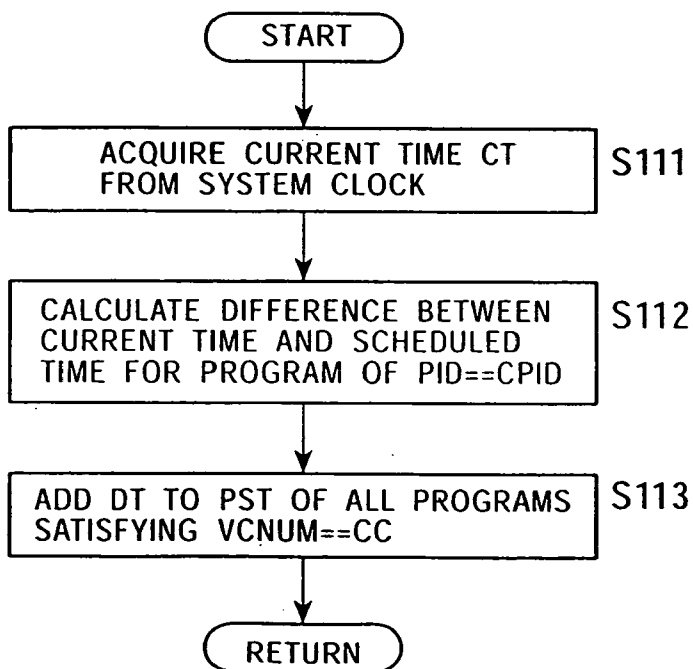 START
ACQUIRE CURRENT TIME CT
FROM SYSTEM CLOCK
S111
CALCULATE DIFFERENCE BETWEEN
CURRENT TIME AND SCHEDULED
TIME FOR PROGRAM OF PID==CPID
S112
ADD DT TO PST OF ALL PROGRAMS
SATISFYING VCNUM==CC
S113
RETURN